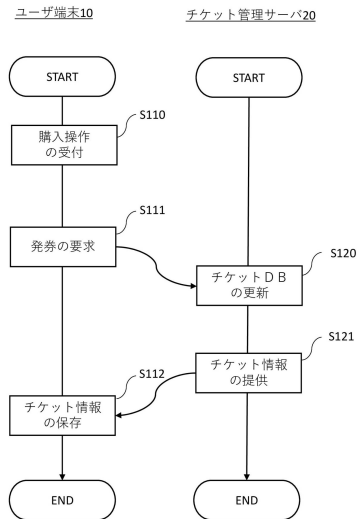 ユーザ端末10
チケット管理サーバ20
START
START
購入操作
の受付
S110
発券の要求
S111
チケットDB
の更新
S120
チケット情報
の提供
S121
チケット情報
の保存
S112
END
END